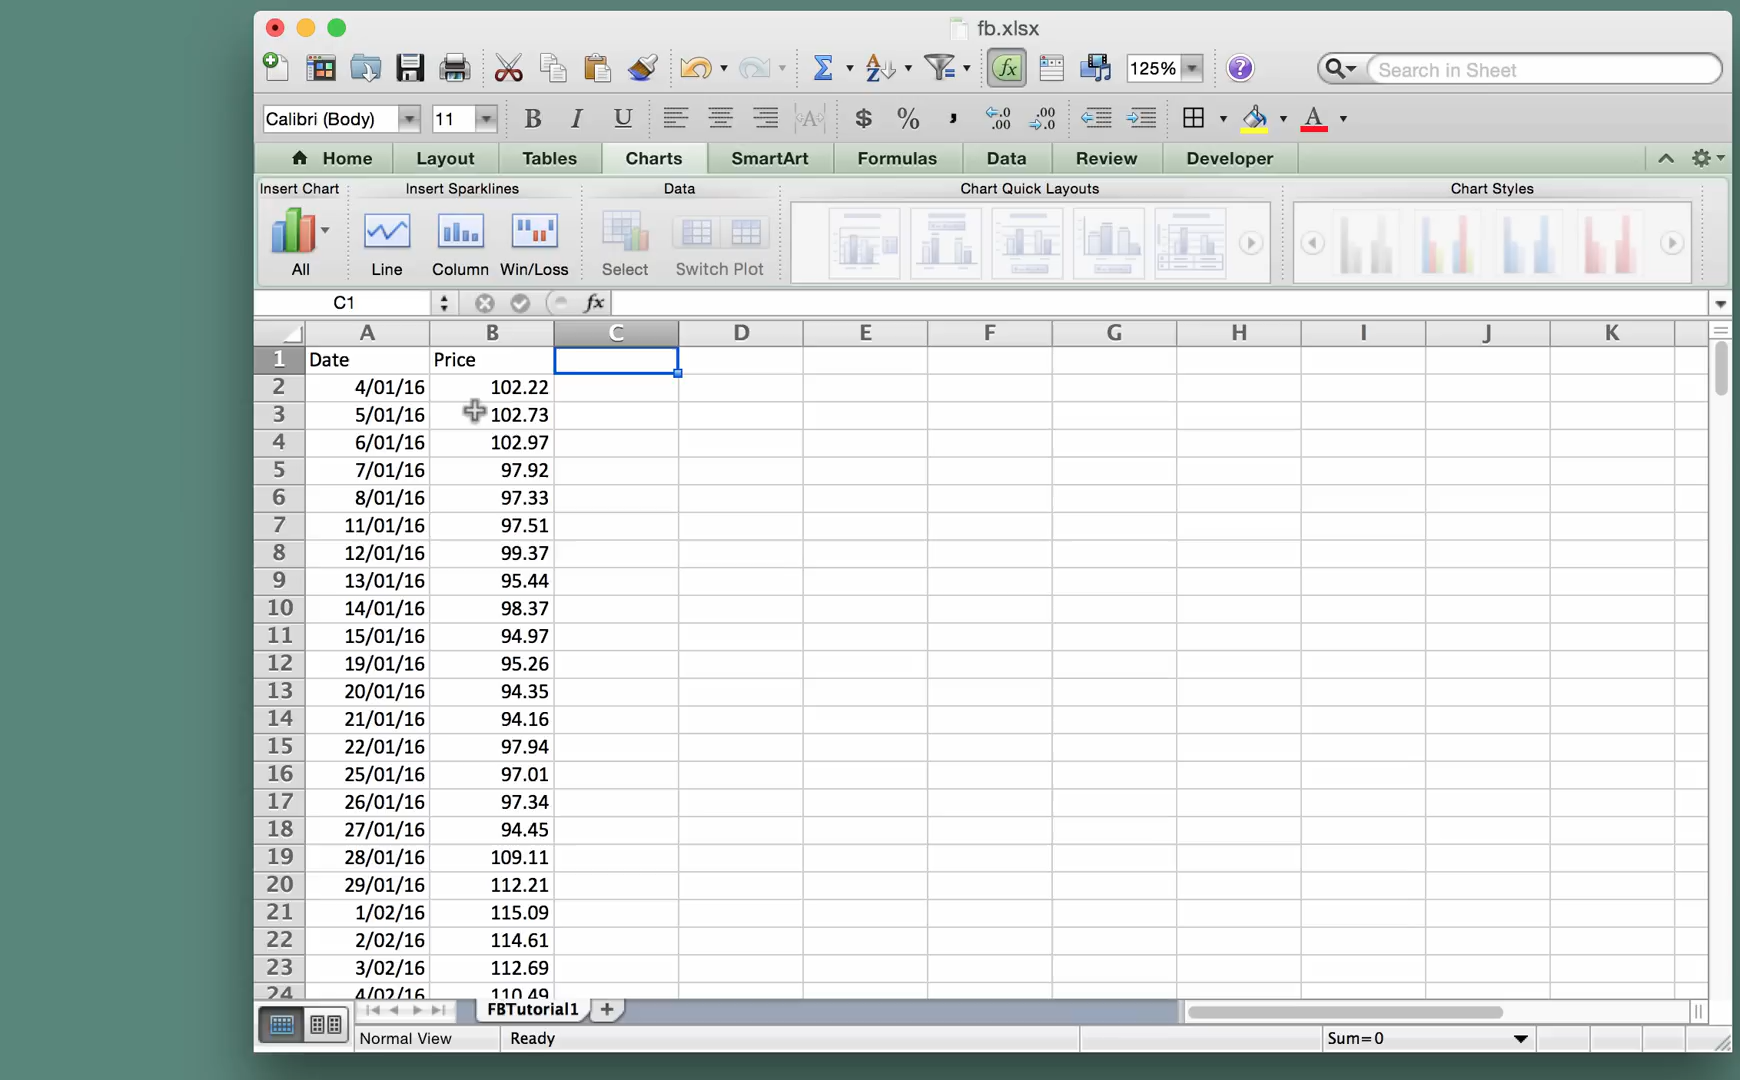 fb.xlsx
125% ? Search in Sheet
Calibri (Body) 11 B I U A $ % , .0 .00 .00 .0 A
Home Layout Tables Charts SmartArt Formulas Data Review Developer
Insert Chart Insert Sparklines Data Chart Quick Layouts Chart Styles
All Line Column Win/Loss Select Switch Plot
C1 fx
A B C D E F G H I J K
1 Date Price
2 4/01/16 102.22
3 5/01/16 102.73
4 6/01/16 102.97
5 7/01/16 97.92
6 8/01/16 97.33
7 11/01/16 97.51
8 12/01/16 99.37
9 13/01/16 95.44
10 14/01/16 98.37
11 15/01/16 94.97
12 19/01/16 95.26
13 20/01/16 94.35
14 21/01/16 94.16
15 22/01/16 97.94
16 25/01/16 97.01
17 26/01/16 97.34
18 27/01/16 94.45
19 28/01/16 109.11
20 29/01/16 112.21
21 1/02/16 115.09
22 2/02/16 114.61
23 3/02/16 112.69
24 4/02/16 110.49
FBTutorial1
Normal View Ready Sum=0